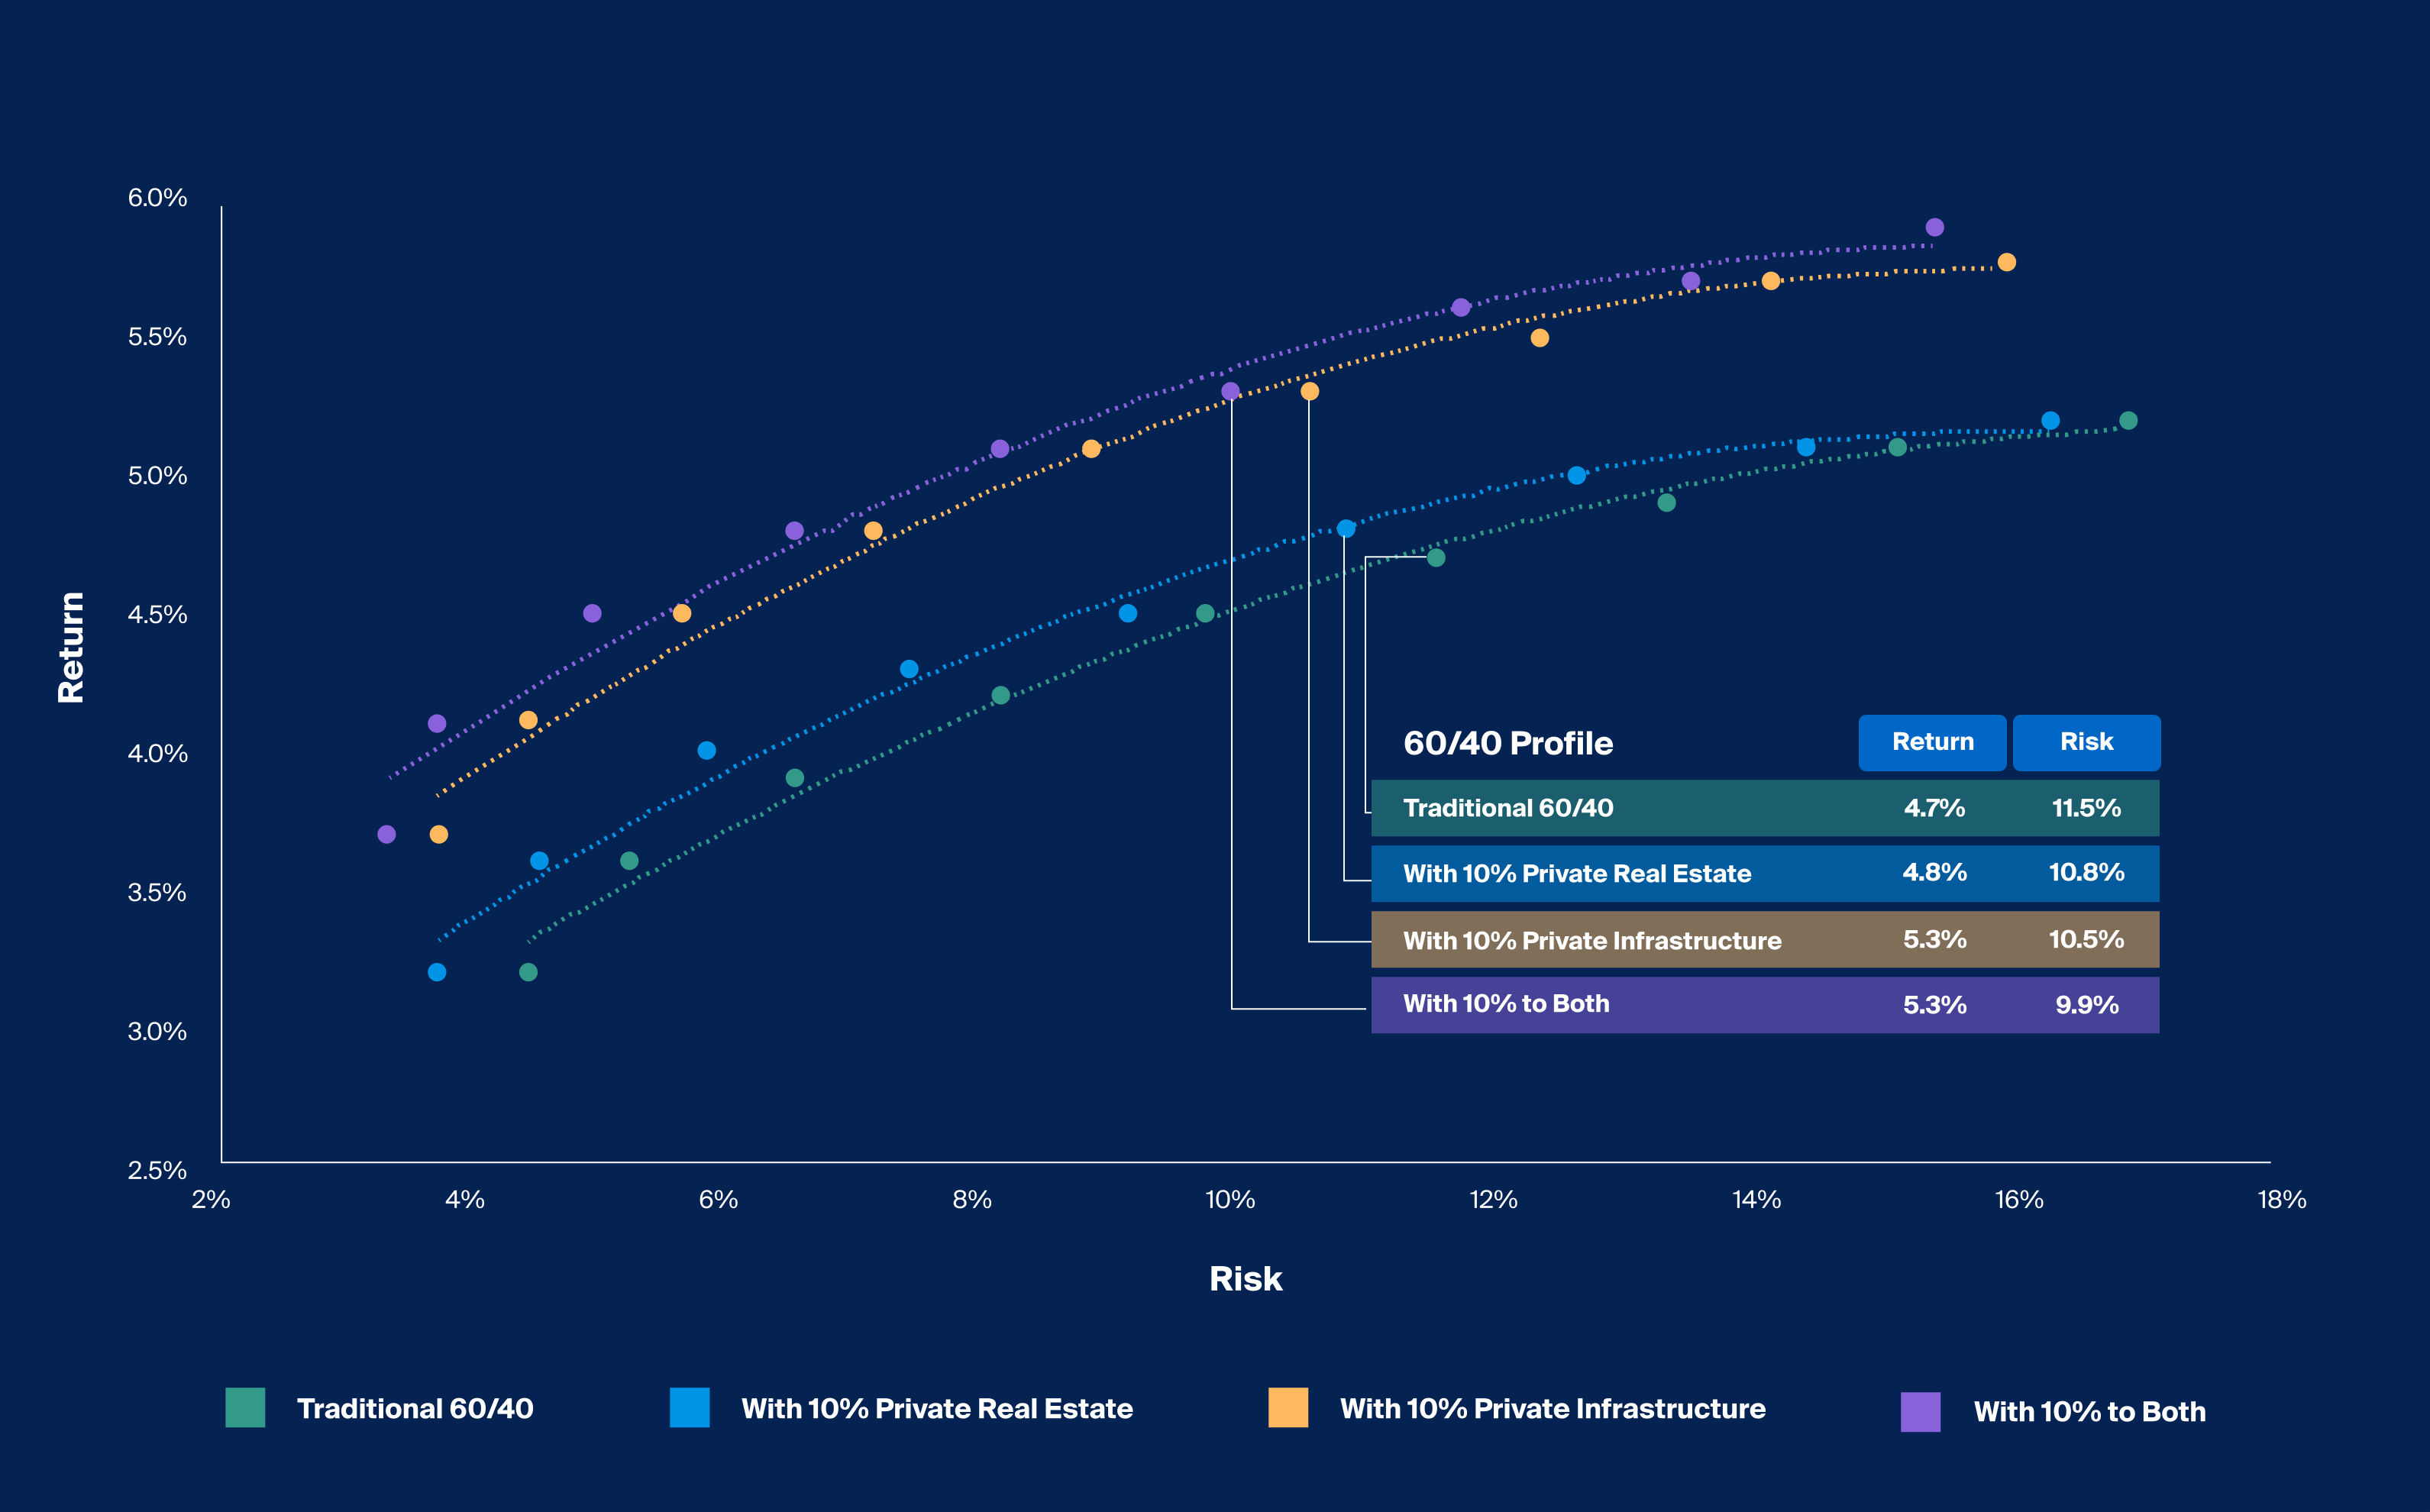 6.0%
5.5%
5.0%
4.5%
4.0%
3.5%
3.0%
2.5%
Return
60/40 Profile Return Risk
Traditional 60/40 4.7% 11.5%
With 10% Private Real Estate 4.8% 10.8%
With 10% Private Infrastructure 5.3% 10.5%
With 10% to Both 5.3% 9.9%
2% 4% 6% 8% 10% 12% 14% 16% 18%
Risk
Traditional 60/40 With 10% Private Real Estate With 10% Private Infrastructure With 10% to Both